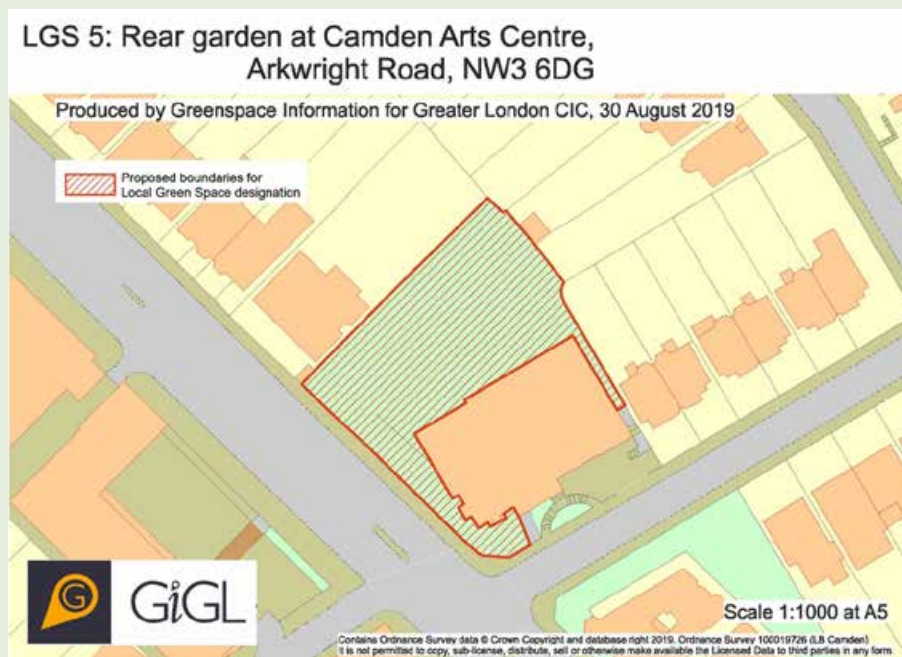 LGS 5: Rear garden at Camden Arts Centre,
Arkwright Road, NW3 6DG
Produced by Greenspace Information for Greater London CIC, 30 August 2019
Proposed boundaries for
Local Green Space designation
G
GiGL
Scale 1:1000 at A5
Contains Ordnance Survey data © Crown Copyright and database right 2019. Ordnance Survey 100019726 (LB Camden)
It is not permitted to copy, sub-license, distribute, sell or otherwise make available the Licensed Data to third parties in any form